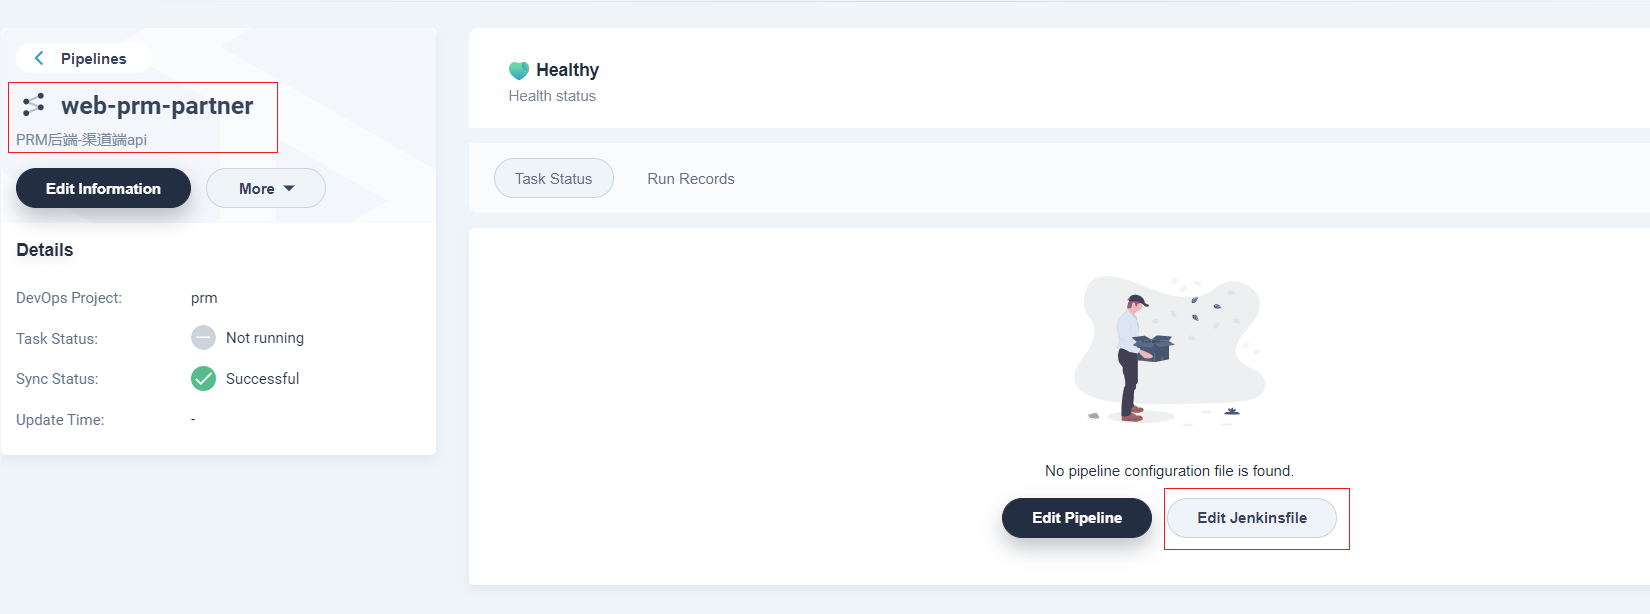 Pipelines
web-prm-partner
PRM后端-渠道端api
Edit Information
More
Details
DevOps Project: prm
Task Status: Not running
Sync Status: Successful
Update Time: -
Healthy
Health status
Task Status
Run Records
No pipeline configuration file is found.
Edit Pipeline
Edit Jenkinsfile